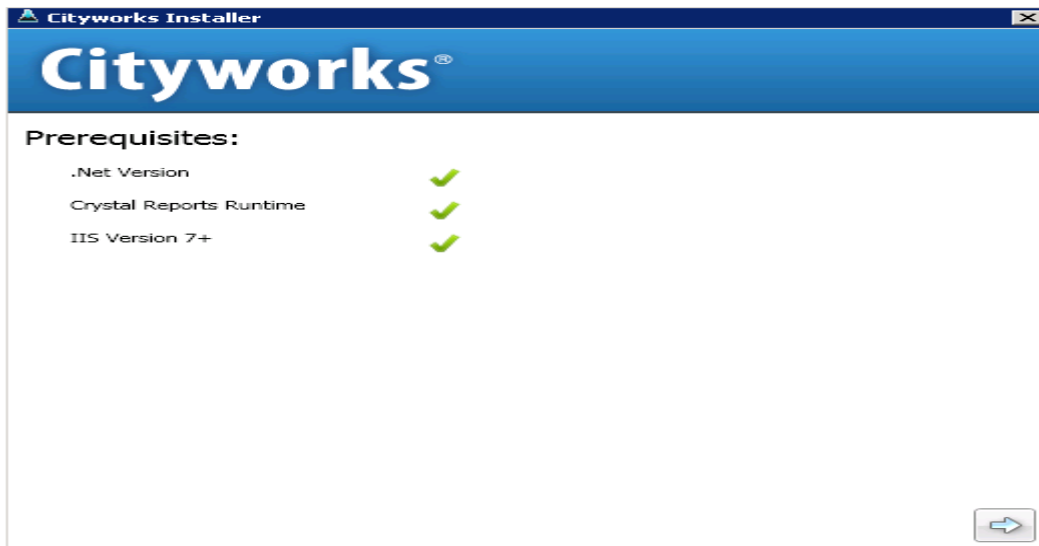 Cityworks Installer
Cityworks®
Prerequisites:
.Net Version
Crystal Reports Runtime
IIS Version 7+